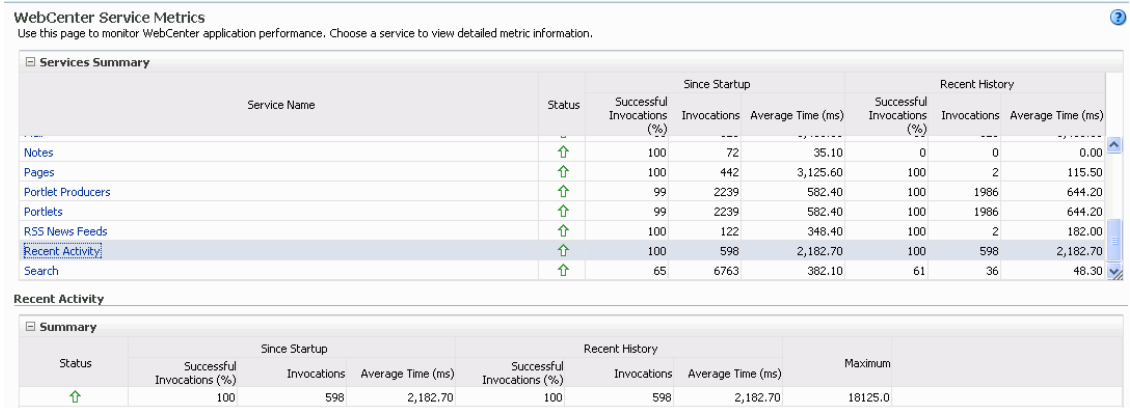 WebCenter Service Metrics
Use this page to monitor WebCenter application performance. Choose a service to view detailed metric information.
Services Summary
Service Name Status Since Startup Recent History
Successful Invocations (%) Invocations Average Time (ms) Successful Invocations (%) Invocations Average Time (ms)
Notes 100 72 35.10 0 0 0.00
Pages 100 442 3,125.60 100 2 115.50
Portlet Producers 99 2239 582.40 100 1986 644.20
Portlets 99 2239 582.40 100 1986 644.20
RSS News Feeds 100 122 348.40 100 2 182.00
Recent Activity 100 598 2,182.70 100 598 2,182.70
Search 65 6763 382.10 61 36 48.30
Recent Activity
Summary
Status Since Startup Recent History Maximum
Successful Invocations (%) Invocations Average Time (ms) Successful Invocations (%) Invocations Average Time (ms)
100 598 2,182.70 100 598 2,182.70 18125.0